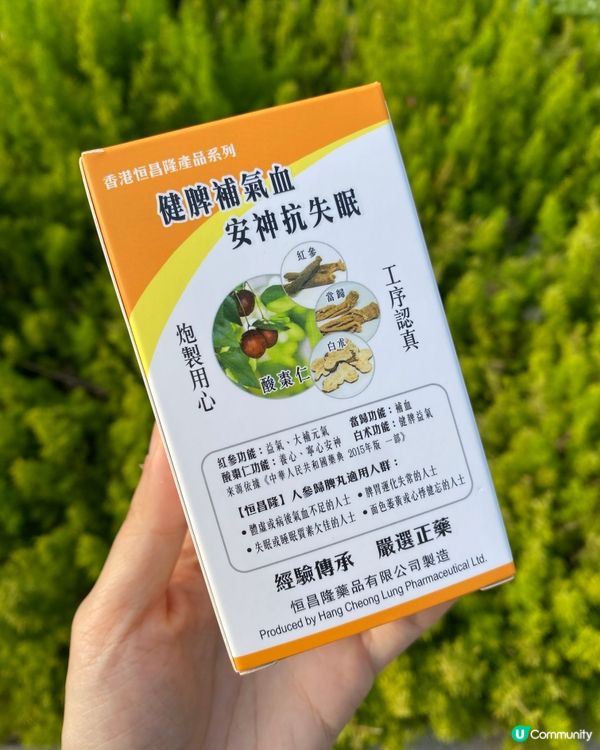 香港恒昌隆產品系列
健脾補氣血
安神抗失眠
紅參
當歸
白朮
酸棗仁
炮製用心
工序認真
紅參功能：益氣、大補元氣 當歸功能：補血
酸棗仁功能：養心、寧心安神 白朮功能：健脾益氣
來源依據《中華人民共和國藥典 2015年版 一部》
【恒昌隆】人參歸脾丸適用人群：
• 體虛或病後氣血不足的人士 • 脾胃運化失常的人士
• 失眠或睡眠質素欠佳的人士 • 面色萎黃或心悸健忘的人士
經驗傳承 嚴選正藥
恒昌隆藥品有限公司製造
Produced by Hang Cheong Lung Pharmaceutical Ltd.
U Community